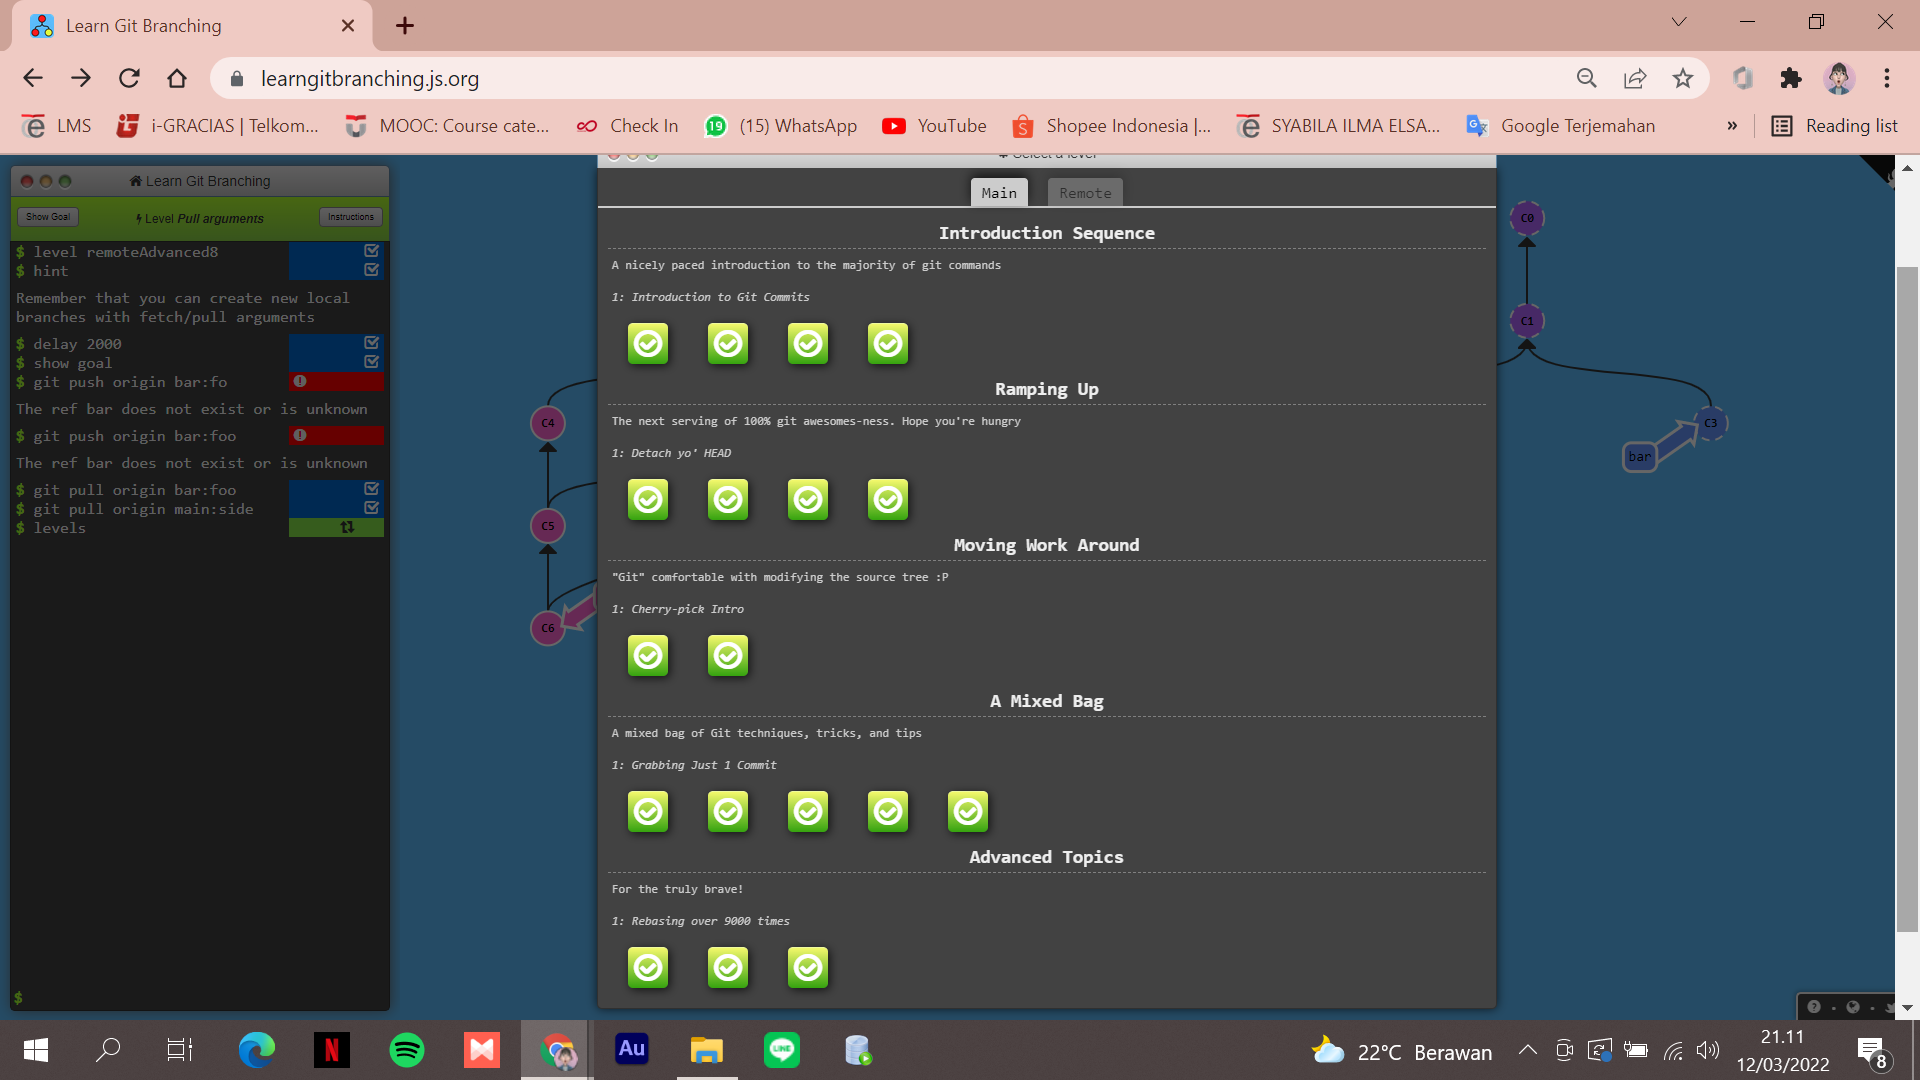 Learn Git Branching
learngitbranching.js.org
LMS
i-GRACIAS | Telkom...
MOOC: Course cate...
Check In
19
(15) WhatsApp
YouTube
Shopee Indonesia |...
SYABILA ILMA ELSA...
Google Terjemahan
»
Reading list
Learn Git Branching
Show Goal
Level Pull arguments
Instructions
$ level remoteAdvanced8
$ hint
Remember that you can create new local
branches with fetch/pull arguments
$ delay 2000
$ show goal
$ git push origin bar:fo
The ref bar does not exist or is unknown
$ git push origin bar:foo
The ref bar does not exist or is unknown
$ git pull origin bar:foo
$ git pull origin main:side
$ levels
$
C4
C5
C6
Select a level
Main
Remote
Introduction Sequence
A nicely paced introduction to the majority of git commands
1: Introduction to Git Commits
Ramping Up
The next serving of 100% git awesomes-ness. Hope you're hungry
1: Detach yo' HEAD
Moving Work Around
"Git" comfortable with modifying the source tree :P
1: Cherry-pick Intro
A Mixed Bag
A mixed bag of Git techniques, tricks, and tips
1: Grabbing Just 1 Commit
Advanced Topics
For the truly brave!
1: Rebasing over 9000 times
C0
C1
C3
bar
N
Au
LINE
22°C Berawan
21.11
12/03/2022
8